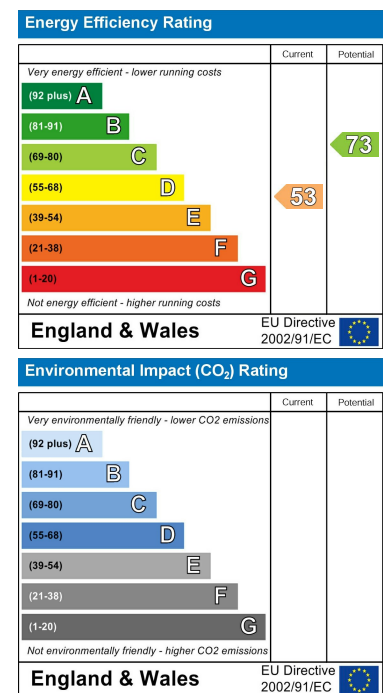 Energy Efficiency Rating
Current Potential
Very energy efficient - lower running costs
(92 plus) A
(81-91) B
(69-80) C
73
(55-68) D
53
(39-54) E
(21-38) F
(1-20) G
Not energy efficient - higher running costs
England & Wales
EU Directive
2002/91/EC
Environmental Impact (CO₂) Rating
Current Potential
Very environmentally friendly - lower CO2 emissions
(92 plus) A
(81-91) B
(69-80) C
(55-68) D
(39-54) E
(21-38) F
(1-20) G
Not environmentally friendly - higher CO2 emissions
England & Wales
EU Directive
2002/91/EC